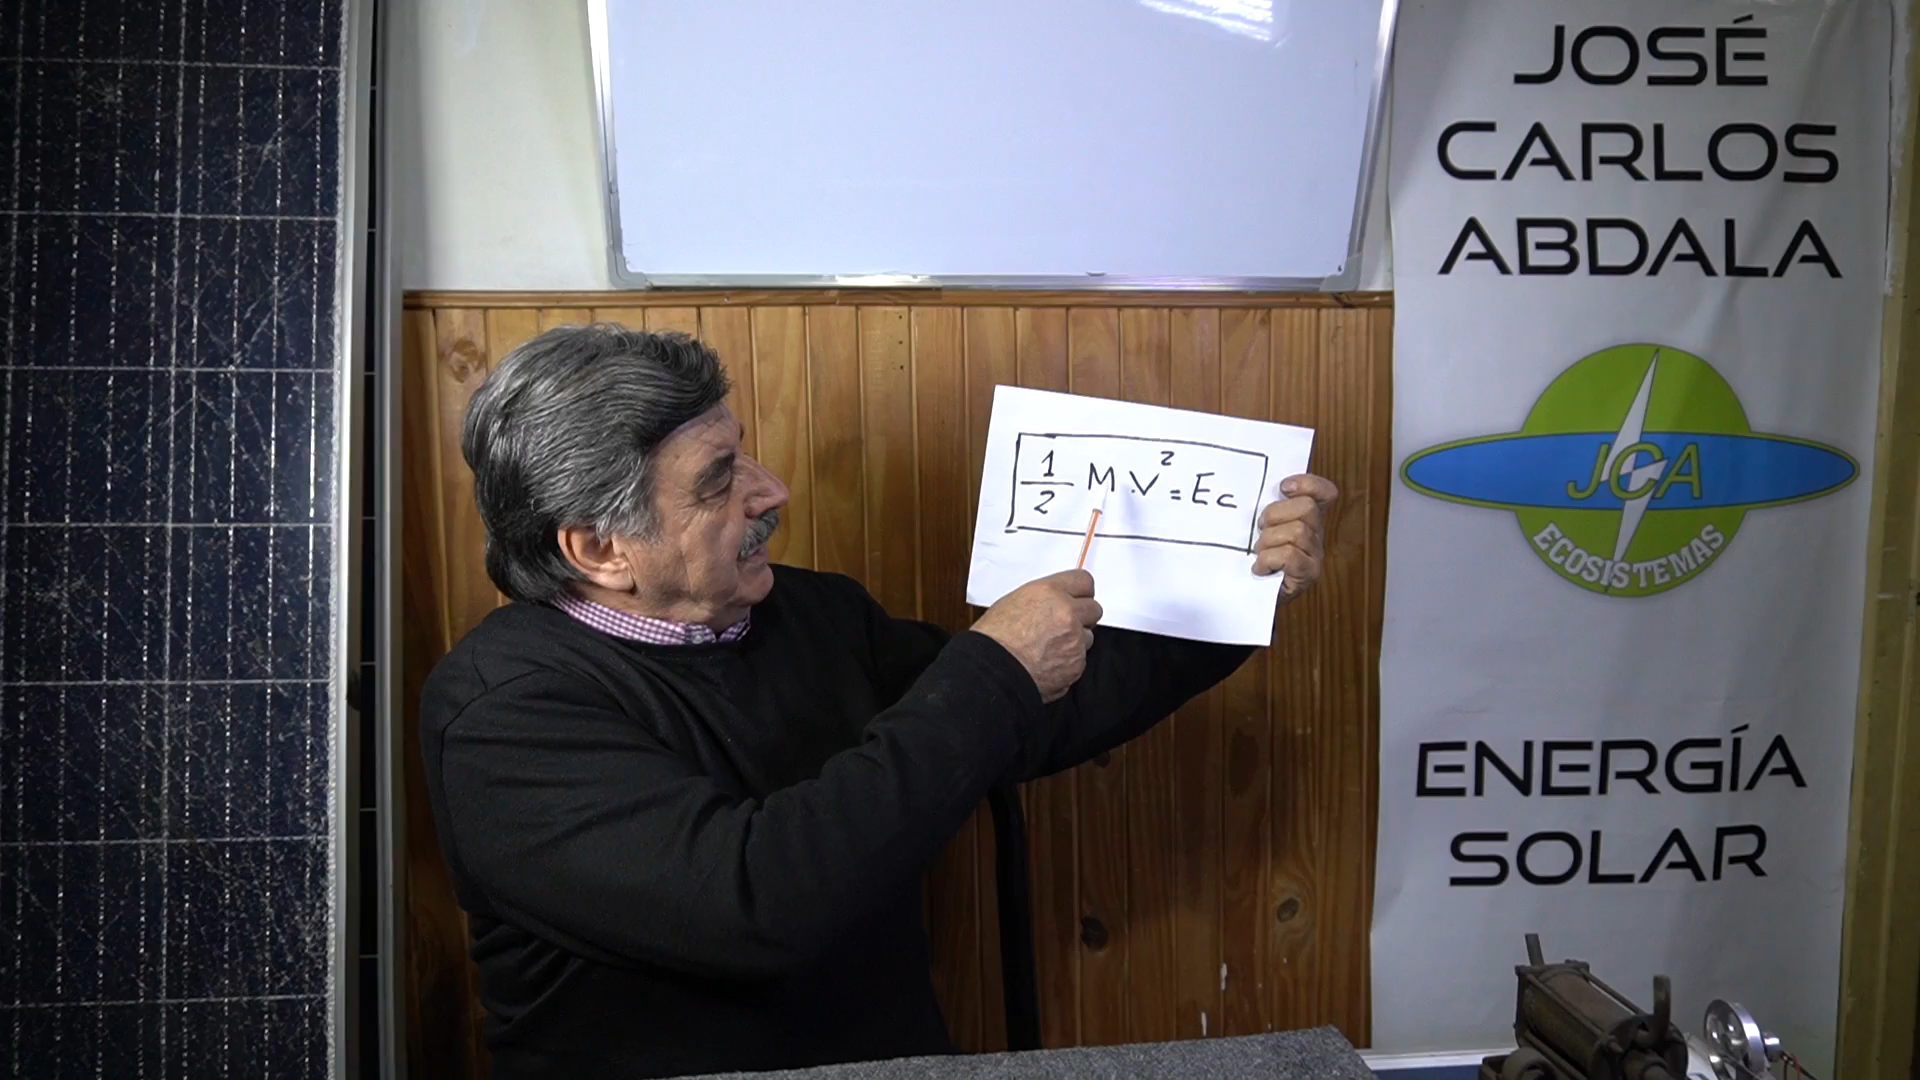 JOSÉ
CARLOS
ABDALA
1/2 M.V² = Ec
JCA
ECOSISTEMAS
ENERGÍA
SOLAR